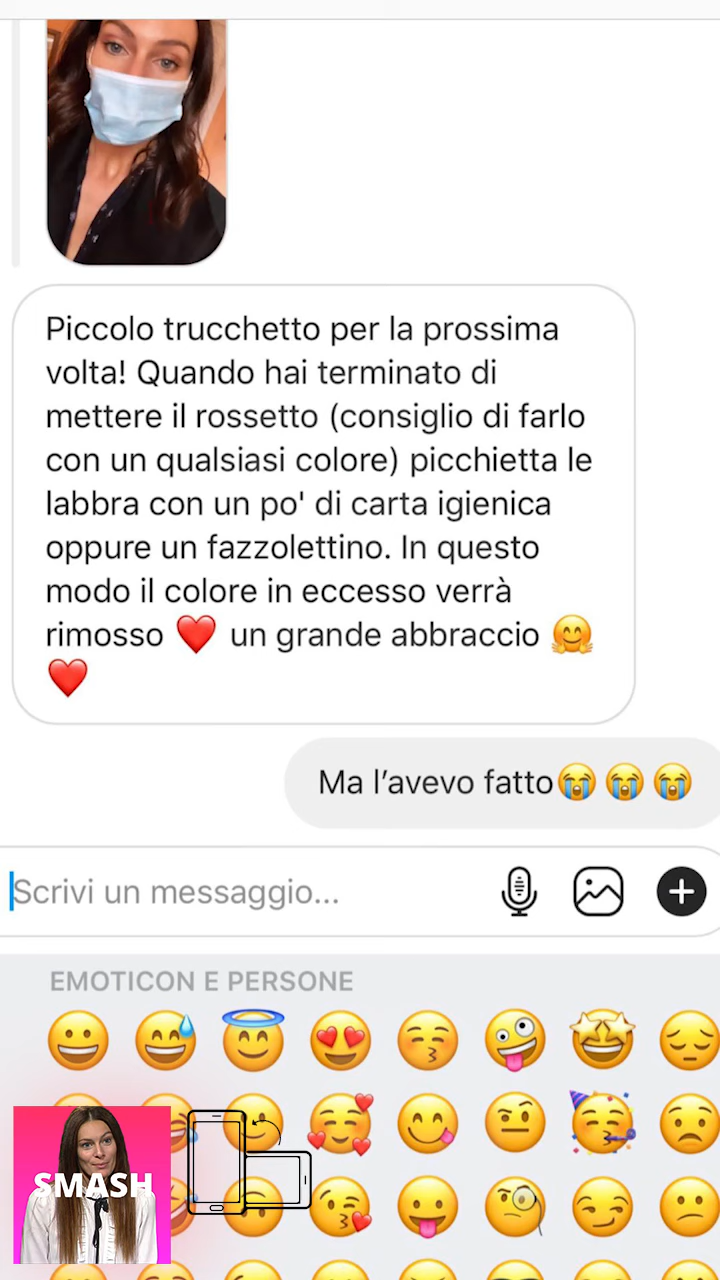 Piccolo trucchetto per la prossima
volta! Quando hai terminato di
mettere il rossetto (consiglio di farlo
con un qualsiasi colore) picchietta le
labbra con un po' di carta igienica
oppure un fazzolettino. In questo
modo il colore in eccesso verrà
rimosso ❤️ un grande abbraccio 🤗
❤️
Ma l’avevo fatto😭😭😭
Scrivi un messaggio...
EMOTICON E PERSONE
SMASH